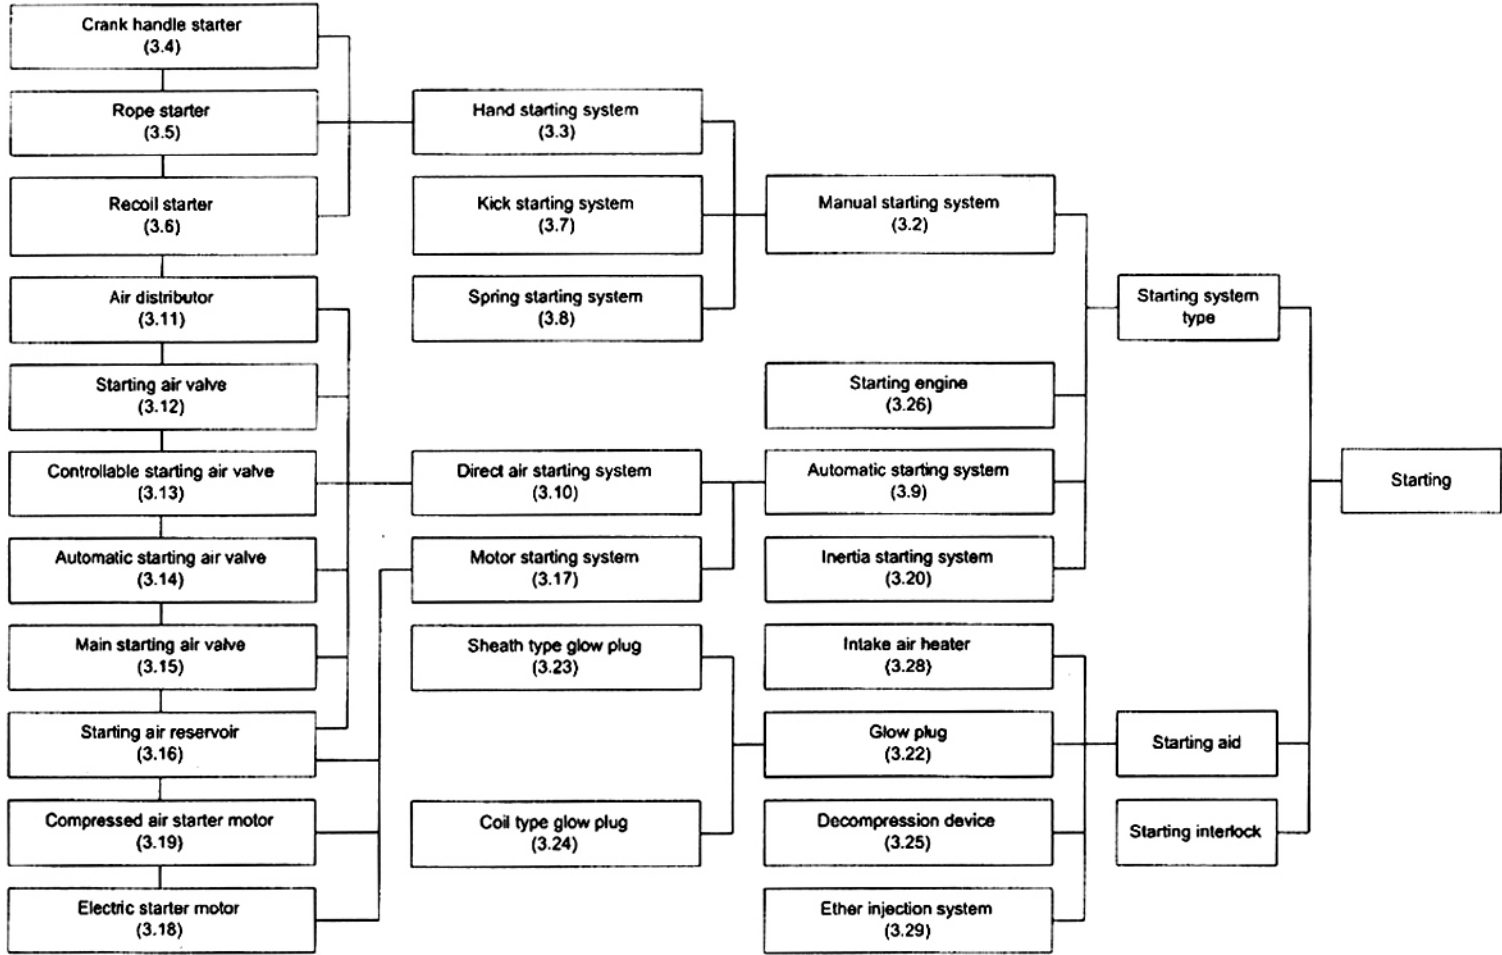 Crank handle starter
(3.4)
Rope starter
(3.5)
Recoil starter
(3.6)
Air distributor
(3.11)
Starting air valve
(3.12)
Controllable starting air valve
(3.13)
Automatic starting air valve
(3.14)
Main starting air valve
(3.15)
Starting air reservoir
(3.16)
Compressed air starter motor
(3.19)
Electric starter motor
(3.18)
Hand starting system
(3.3)
Kick starting system
(3.7)
Spring starting system
(3.8)
Direct air starting system
(3.10)
Motor starting system
(3.17)
Sheath type glow plug
(3.23)
Coil type glow plug
(3.24)
Manual starting system
(3.2)
Starting engine
(3.26)
Automatic starting system
(3.9)
Inertia starting system
(3.20)
Intake air heater
(3.28)
Glow plug
(3.22)
Decompression device
(3.25)
Ether injection system
(3.29)
Starting system
type
Starting aid
Starting interlock
Starting